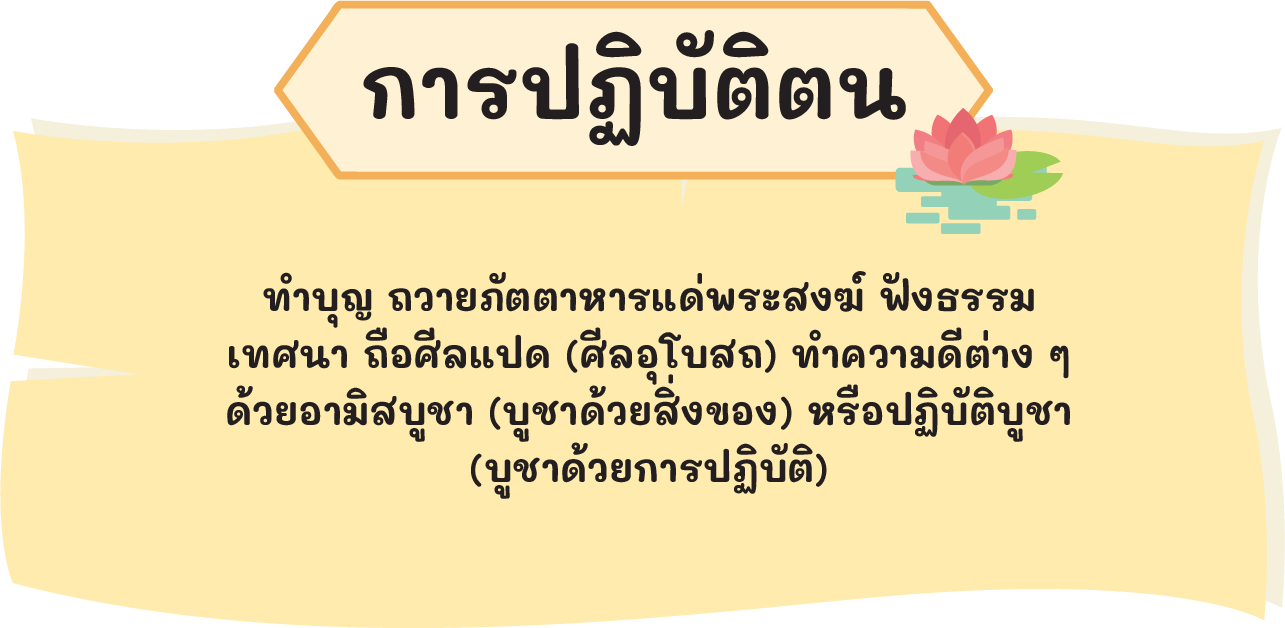 การปฏิบัติตน
ทำบุญ ถวายภัตตาหารแด่พระสงฆ์ ฟังธรรม
เทศนา ถือศีลแปด (ศีลอุโบสถ) ทำความดีต่าง ๆ
ด้วยอามิสบูชา (บูชาด้วยสิ่งของ) หรือปฏิบัติบูชา
(บูชาด้วยการปฏิบัติ)